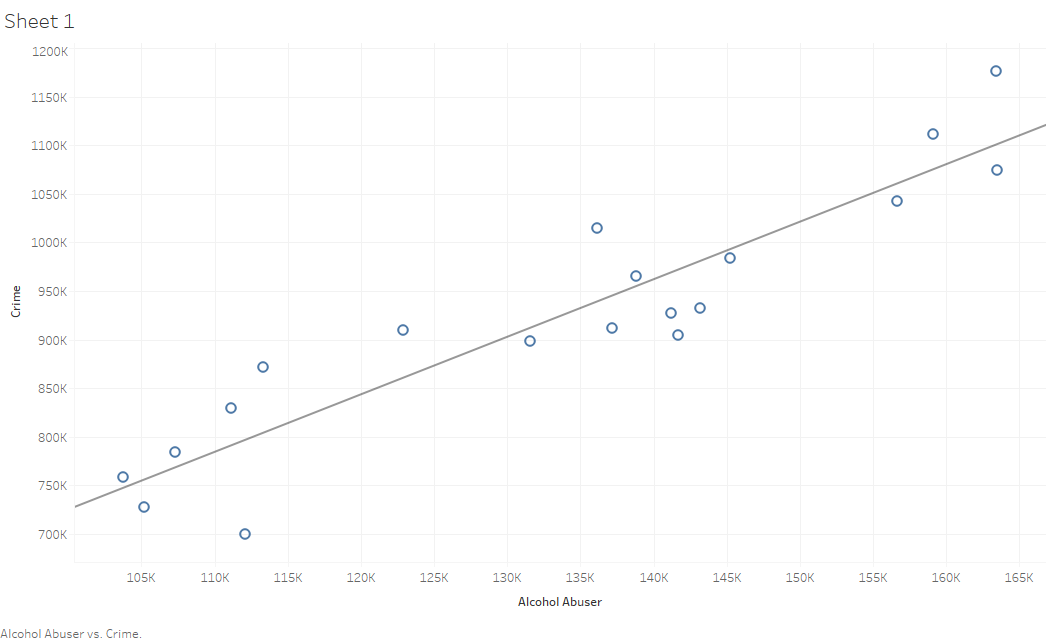 Sheet 1
1200K
1150K
1100K
1050K
1000K
950K
900K
850K
800K
750K
700K
Crime
105K 110K 115K 120K 125K 130K 135K 140K 145K 150K 155K 160K 165K
Alcohol Abuser
Alcohol Abuser vs. Crime.